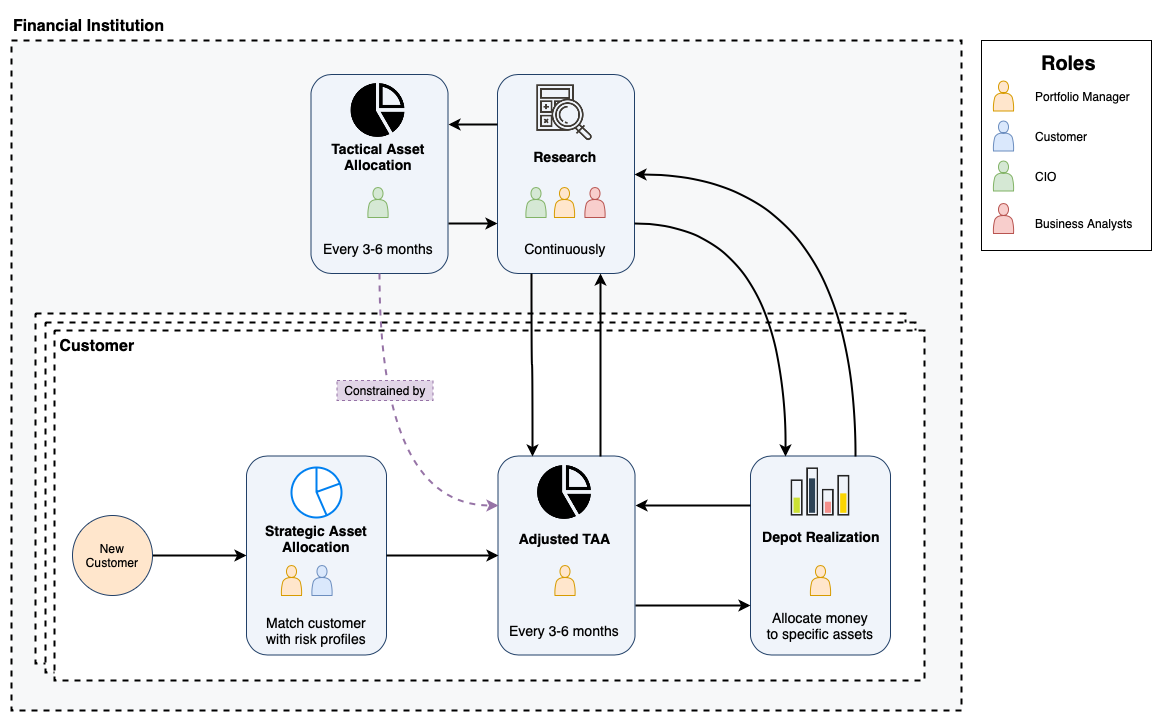 Financial Institution
Roles
Portfolio Manager
Customer
CIO
Business Analysts
Tactical Asset
Allocation
Every 3-6 months
Research
Continuously
Customer
Constrained by
New
Customer
Strategic Asset
Allocation
Match customer
with risk profiles
Adjusted TAA
Every 3-6 months
Depot Realization
Allocate money
to specific assets